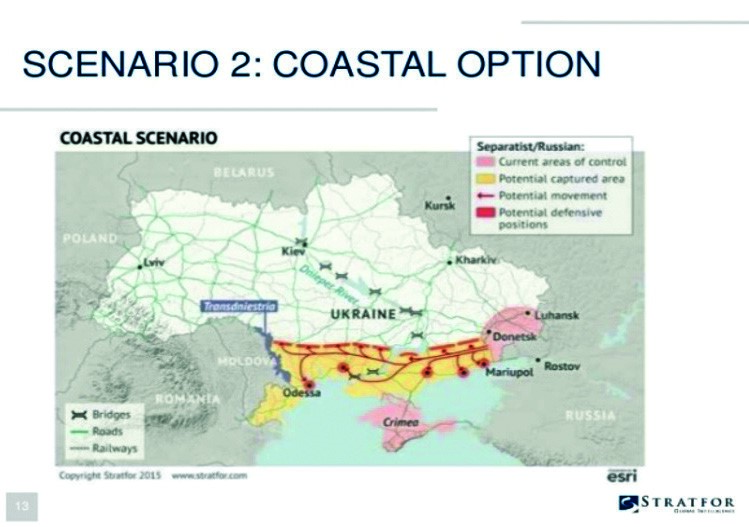 SCENARIO 2: COASTAL OPTION
COASTAL SCENARIO
Separatist/Russian:
Current areas of control
Potential captured area
Potential movement
Potential defensive
positions
BELARUS
Kursk
POLAND
Kiev
Lviv
Kharkiv
Dnieper River
Transdniestria
UKRAINE
Luhansk
Donetsk
MOLDOVA
Rostov
Mariupol
Odessa
ROMANIA
RUSSIA
Crimea
Bridges
Roads
Railways
Copyright Stratfor 2015 www.stratfor.com
esri
13
STRATFOR